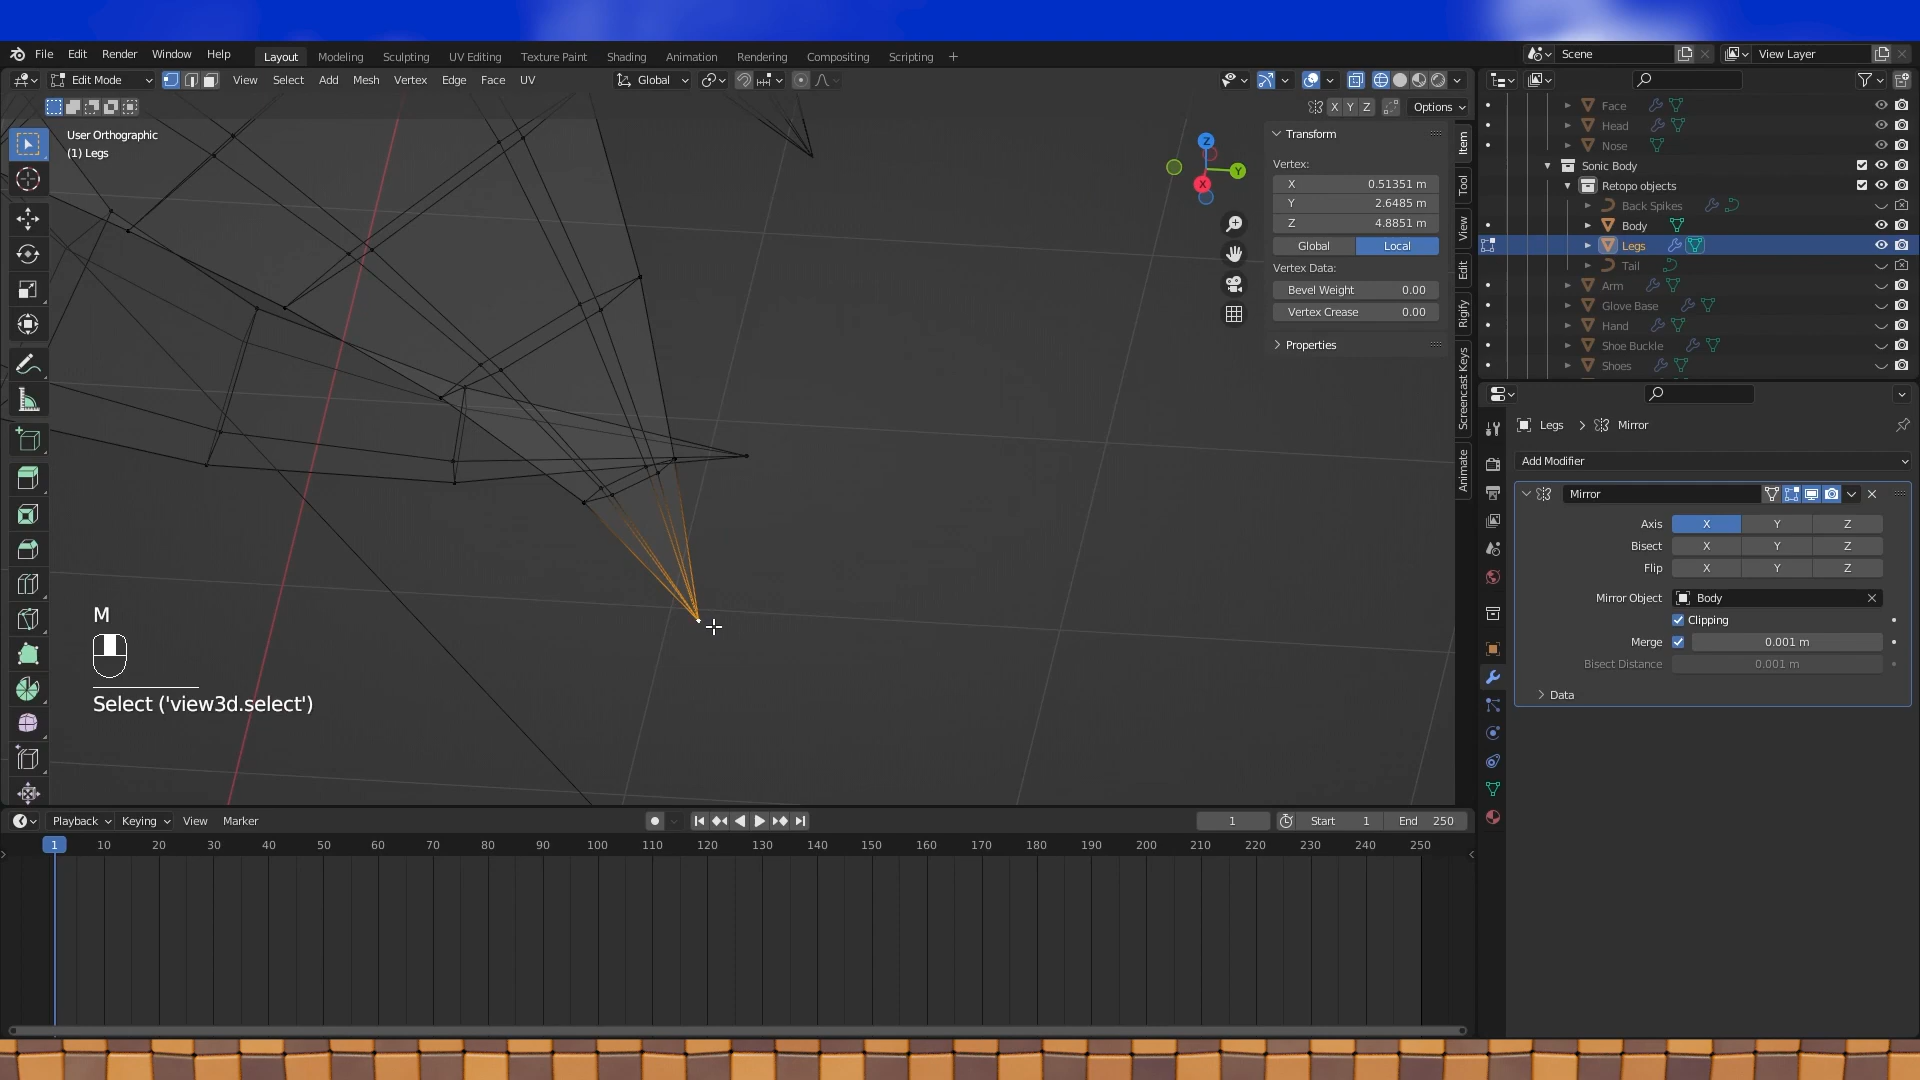 File Edit Render Window Help Layout Modeling Sculpting UV Editing Texture Paint Shading Animation Rendering Compositing Scripting + Scene View Layer
Edit Mode View Select Add Mesh Vertex Edge Face UV Global
X Y Z Options
User Orthographic
(1) Legs
Z
Y
X
Transform
Vertex:
X 0.51351 m
Y 2.6485 m
Z 4.8851 m
Global Local
Vertex Data:
Bevel Weight 0.00
Vertex Crease 0.00
Properties
Item
Tool
View
Edit
Rigify
Screencast Keys
Animate
Face
Head
Nose
Sonic Body
Retopo objects
Back Spikes
Body
Legs
Tail
Arm
Glove Base
Hand
Shoe Buckle
Shoes
Legs > Mirror
Add Modifier
Mirror
Axis X Y Z
Bisect X Y Z
Flip X Y Z
Mirror Object Body
Clipping
Merge 0.001 m
Bisect Distance 0.001 m
Data
M
Select ('view3d.select')
Playback Keying View Marker 1 Start 1 End 250
1 10 20 30 40 50 60 70 80 90 100 110 120 130 140 150 160 170 180 190 200 210 220 230 240 250